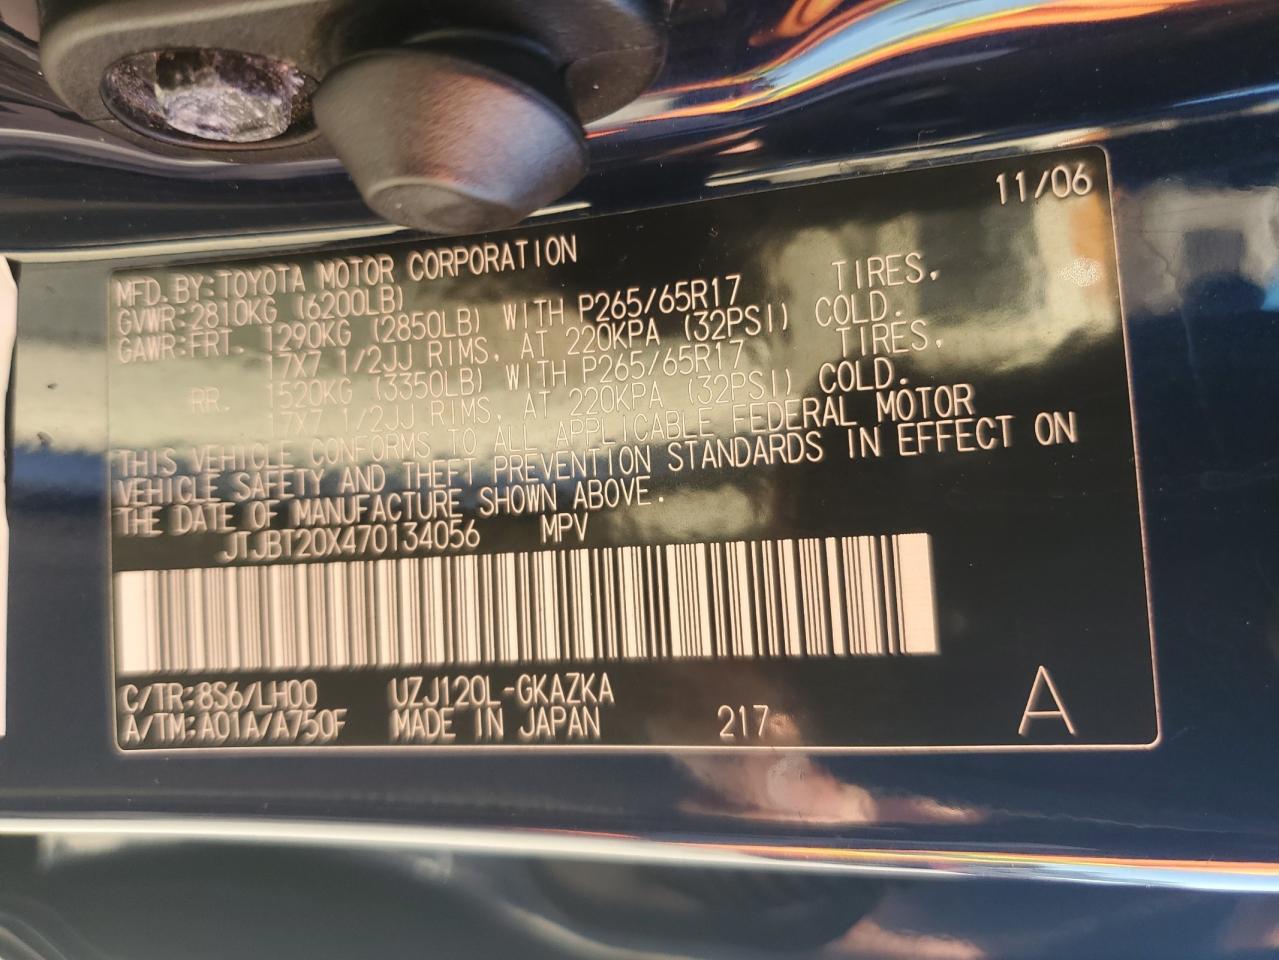 11/06
MFD. BY: TOYOTA MOTOR CORPORATION
GVWR: 2810KG (6200LB)
GAWR: FRT. 1290KG (2850LB) WITH P265/65R17 TIRES,
17X7 1/2JJ RIMS, AT 220KPA (32PSI) COLD.
RR. 1520KG (3350LB) WITH P265/65R17 TIRES,
17X7 1/2JJ RIMS, AT 220KPA (32PSI) COLD.
THIS VEHICLE CONFORMS TO ALL APPLICABLE FEDERAL MOTOR
VEHICLE SAFETY AND THEFT PREVENTION STANDARDS IN EFFECT ON
THE DATE OF MANUFACTURE SHOWN ABOVE.
JTJBT20X470134056 MPV
C/TR: 8S6/LH00 UZJ120L-GKAZKA
A/TM: A01A/A750F MADE IN JAPAN 217 A